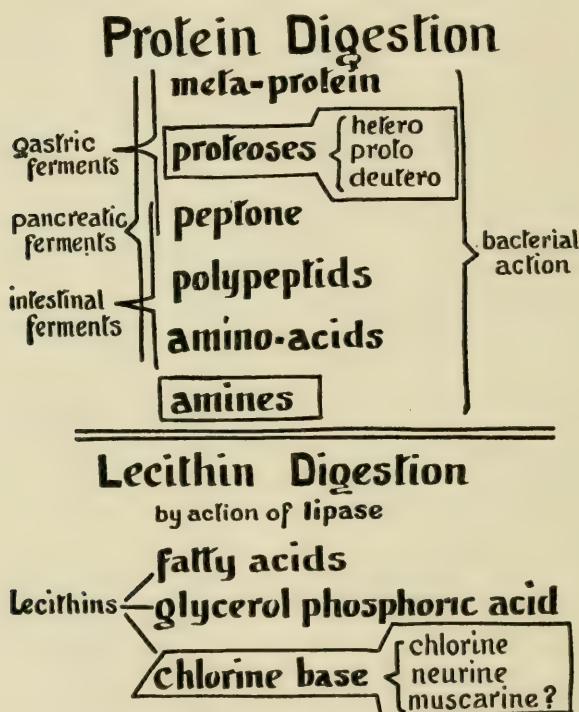 Protein Digestion
meta-protein
gastric
ferments
proteoses
hetero
proto
deutero
pancreatic
ferments
peptone
bacterial
action
polypeptids
intestinal
ferments
amino-acids
amines
Lecithin Digestion
by action of lipase
fatty acids
Lecithins
glycerol phosphoric acid
chlorine base
chlorine
neurine
muscarine?